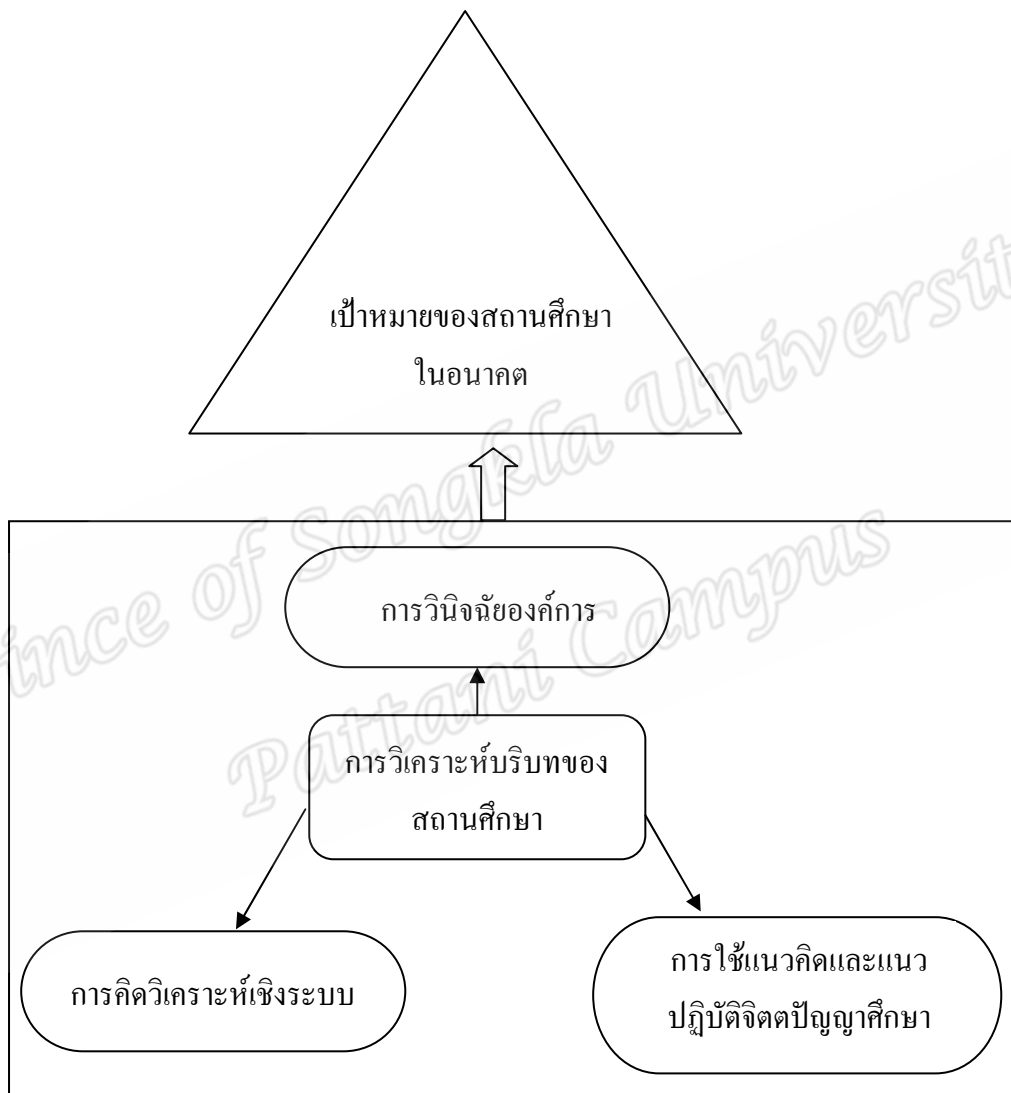 เป้าหมายของสถานศึกษา
ในอนาคต
การวินิจฉัยองค์การ
การวิเคราะห์บริบทของ
สถานศึกษา
การคิดวิเคราะห์เชิงระบบ
การใช้แนวคิดและแนว
ปฏิบัติจิตตปัญญาศึกษา
ince of Songkla Universit
Pattani Campus